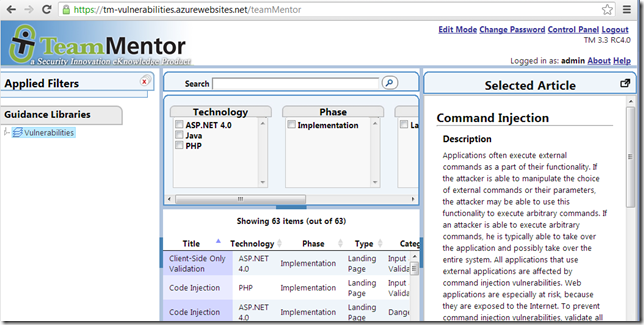 https://tm-vulnerabilities.azurewebsites.net/teamMentor
TeamMentor
a Security Innovation eKnowledge Product
Edit Mode Change Password Control Panel Logout
TM 3.3 RC4.0
Logged in as: admin About Help
Applied Filters
Guidance Libraries
Vulnerabilities
Search
Technology
ASP.NET 4.0
Java
PHP
Phase
Implementation
La
Showing 63 items (out of 63)
Title Technology Phase Type Categ
Client-Side Only Validation ASP.NET 4.0 Implementation Landing Page Input Valida
Code Injection PHP Implementation Landing Page Input Valida
Code Injection ASP.NET 4.0 Implementation Landing Page Dange
Selected Article
Command Injection
Description
Applications often execute external
commands as a part of their functionality. If
the attacker is able to manipulate the choice
of external commands or their parameters,
the attacker may be able to use this
functionality to execute arbitrary commands. If
an attacker is able to execute arbitrary
commands, he is typically able to take over
the application and possibly take over the
entire system. All applications that use
external applications are affected by
command injection vulnerabilities. Web
applications are especially at risk, because
they are exposed to the Internet. To prevent
command injection vulnerabilities, validate all